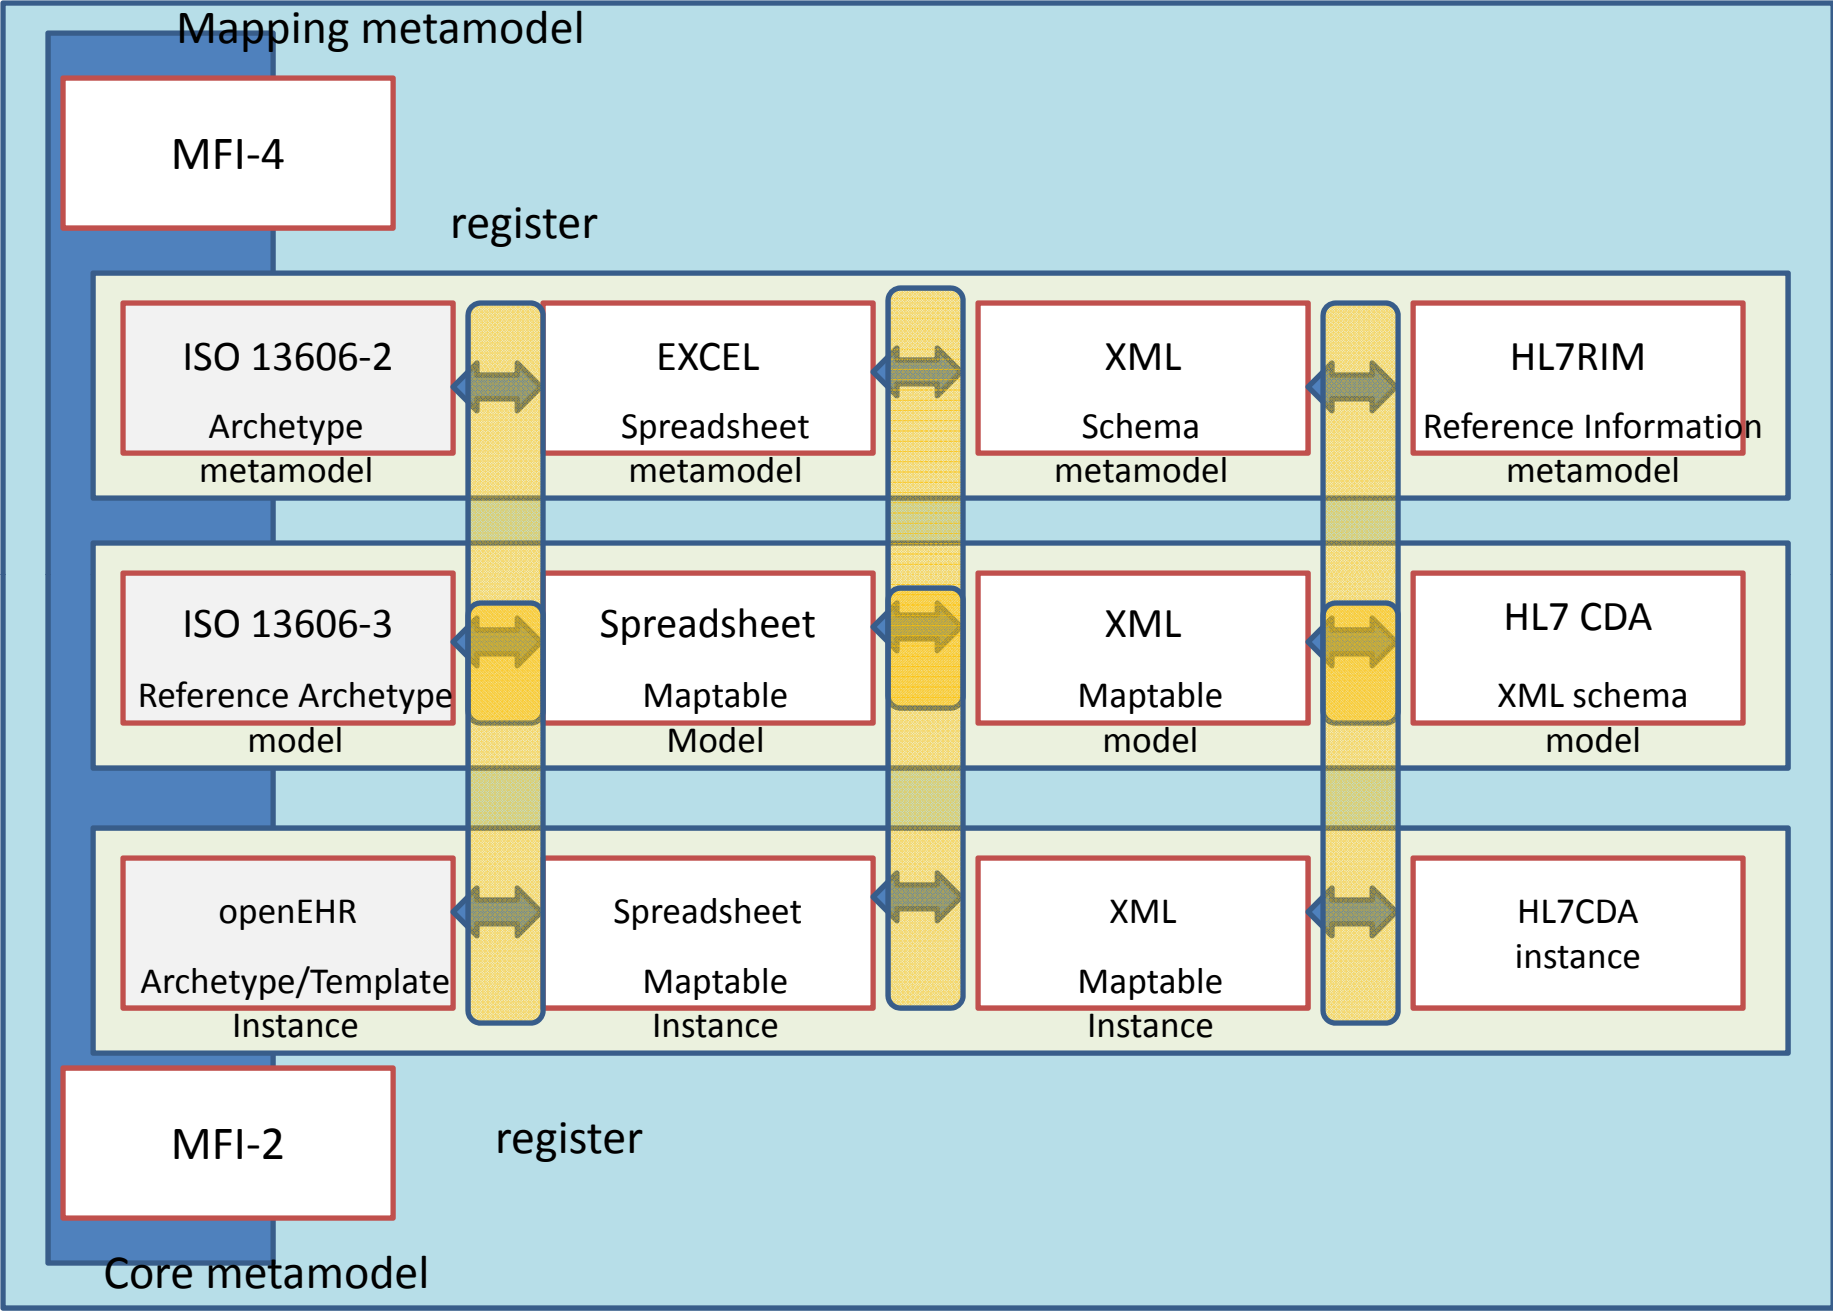 Mapping metamodel
MFI-4
register
ISO 13606-2
Archetype
metamodel
EXCEL
Spreadsheet
metamodel
XML
Schema
metamodel
HL7RIM
Reference Information
metamodel
ISO 13606-3
Reference Archetype
model
Spreadsheet
Maptable
Model
XML
Maptable
model
HL7 CDA
XML schema
model
openEHR
Archetype/Template
Instance
Spreadsheet
Maptable
Instance
XML
Maptable
Instance
HL7CDA
instance
MFI-2
register
Core metamodel